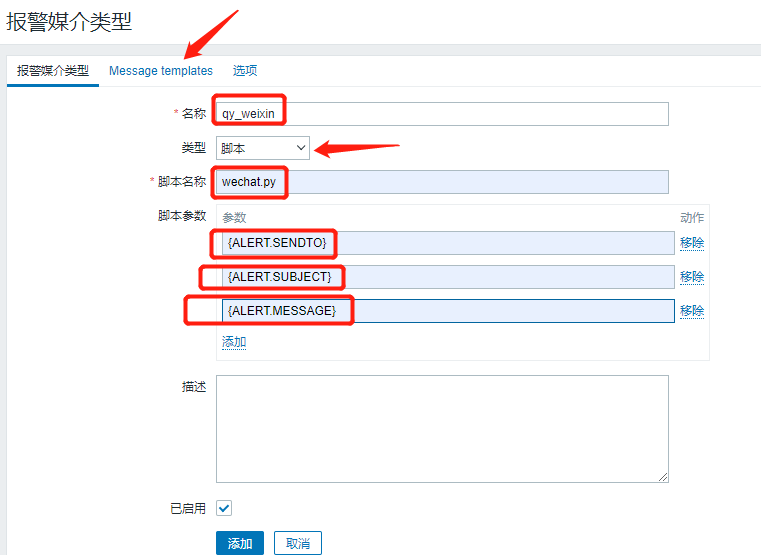 报警媒介类型
报警媒介类型 Message templates 选项
* 名称 qy_weixin
类型 脚本
* 脚本名称 wechat.py
脚本参数 参数 动作
{ALERT.SENDTO} 移除
{ALERT.SUBJECT} 移除
{ALERT.MESSAGE} 移除
添加
描述
已启用
添加 取消